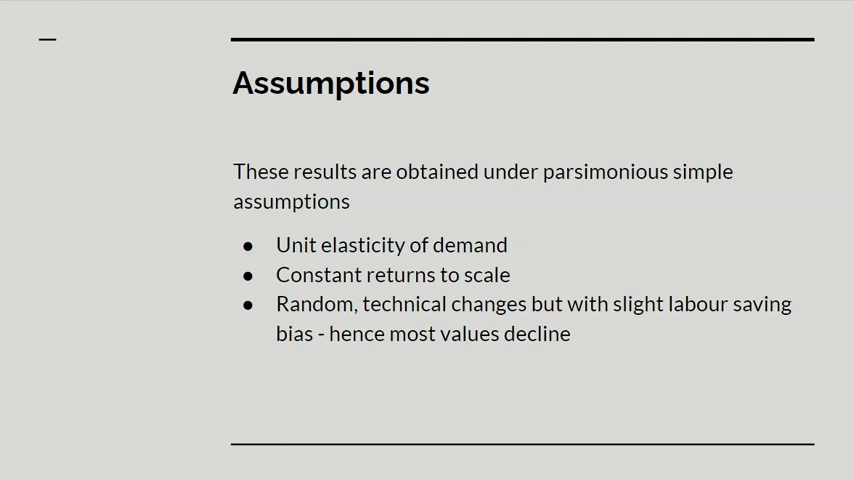 Assumptions
These results are obtained under parsimonious simple
assumptions
● Unit elasticity of demand
● Constant returns to scale
● Random, technical changes but with slight labour saving
bias - hence most values decline